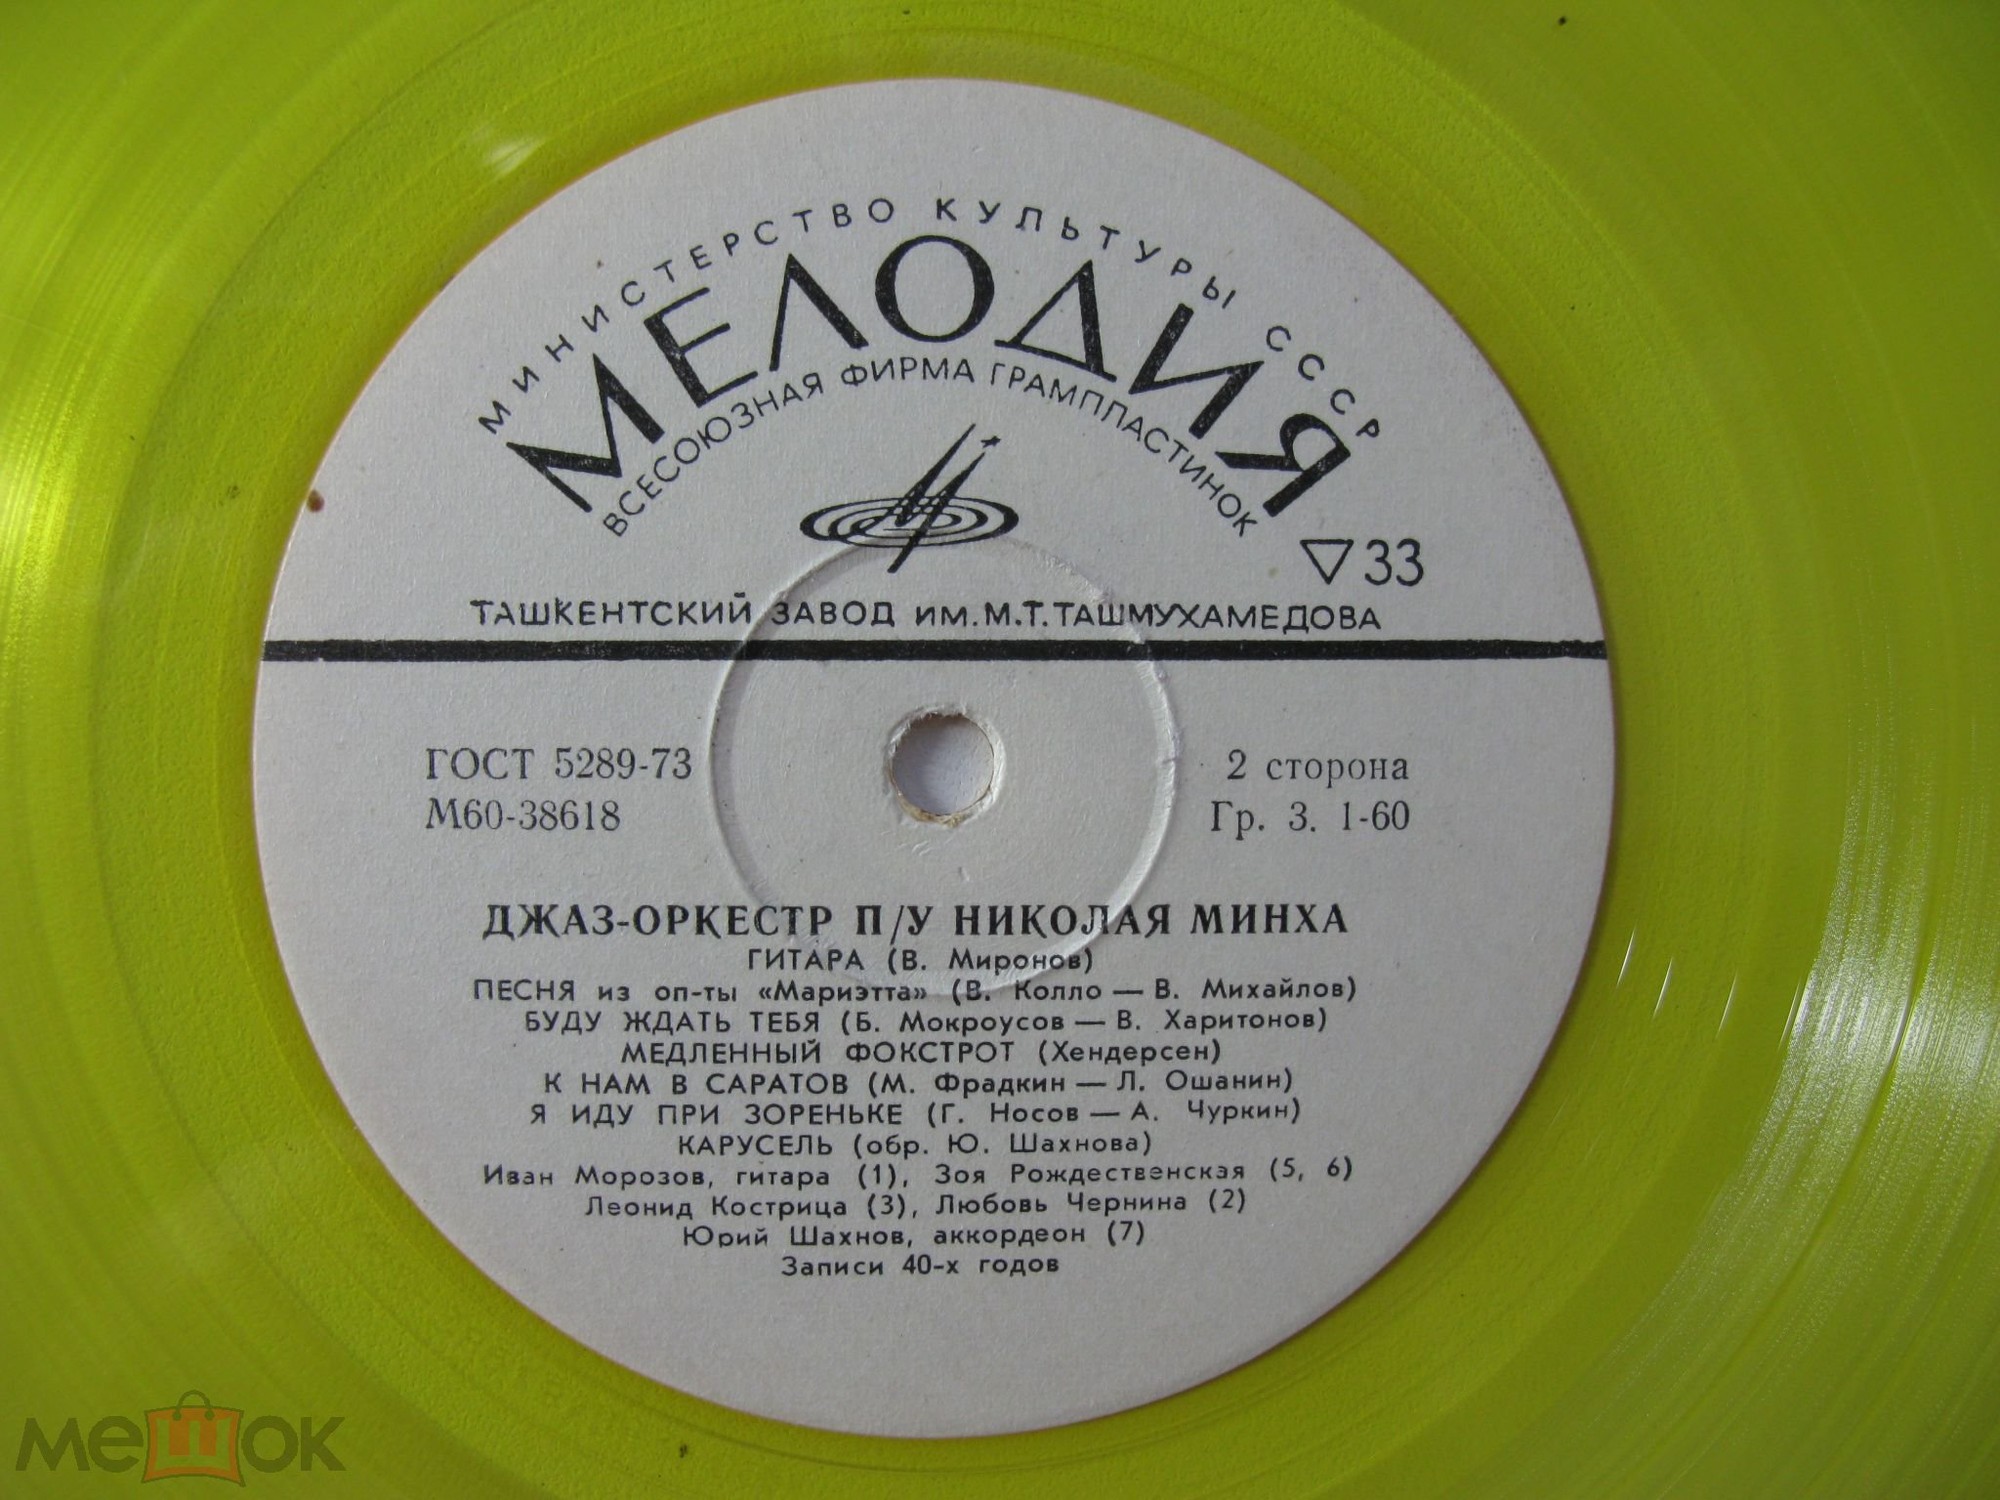 МИНИСТЕРСТВО КУЛЬТУРЫ СССР
МЕЛОДИЯ
ВСЕСОЮЗНАЯ ФИРМА ГРАМПЛАСТИНОК
33
ТАШКЕНТСКИЙ ЗАВОД ИМ. М.Т. ТАШМУХАМЕДОВА
ГОСТ 5289-73
2 сторона
М60-38618
Гр. 3. 1-60
ДЖАЗ-ОРКЕСТР П/У НИКОЛАЯ МИНХА
ГИТАРА (В. Миронов)
ПЕСНЯ из оп-ты «Мариэтта» (В. Колло — В. Михайлов)
БУДУ ЖДАТЬ ТЕБЯ (Б. Мокроусов — В. Харитонов)
МЕДЛЕННЫЙ ФОКСТРОТ (Хендерсен)
К НАМ В САРАТОВ (М. Фрадкин — Л. Ошанин)
Я ИДУ ПРИ ЗОРЕНЬКЕ (Г. Носов — А. Чуркин)
КАРУСЕЛЬ (обр. Ю. Шахнова)
Иван Морозов, гитара (1), Зоя Рождественская (5, 6)
Леонид Кострица (3), Любовь Чернина (2)
Юрий Шахнов, аккордеон (7)
Записи 40-х годов
мешок